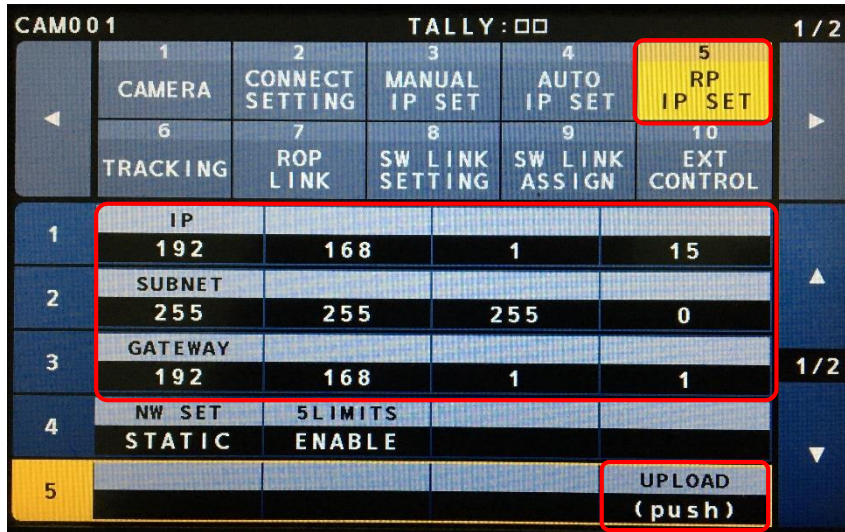 CAM001 TALLY:□□ 1/2
1 2 3 4 5
CAMERA CONNECT SETTING MANUAL IP SET AUTO IP SET RP IP SET
◀ ▶
6 7 8 9 10
TRACKING ROP LINK SW LINK SETTING SW LINK ASSIGN EXT CONTROL
IP
1 192 168 1 15
SUBNET ▲
2 255 255 255 0
GATEWAY
3 192 168 1 1 1/2
NW SET 5LIMITS
4 STATIC ENABLE ▼
UPLOAD
5 (push)